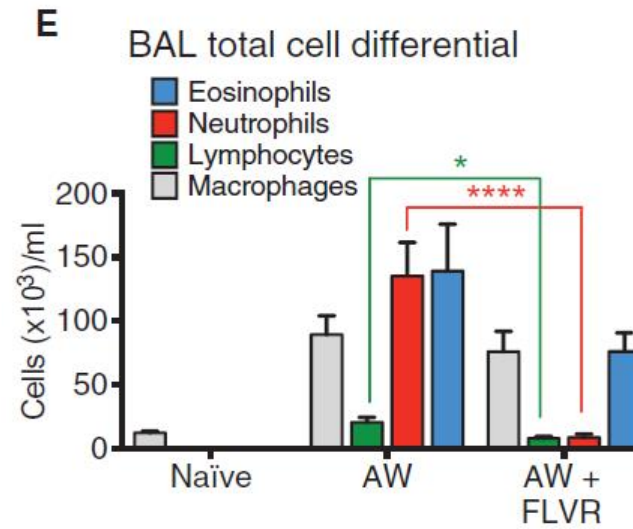 E
BAL total cell differential
Eosinophils
Neutrophils
Lymphocytes
Macrophages
*
****
200
150
100
50
0
Cells (x10³)/ml
Naïve
AW
AW +
FLVR